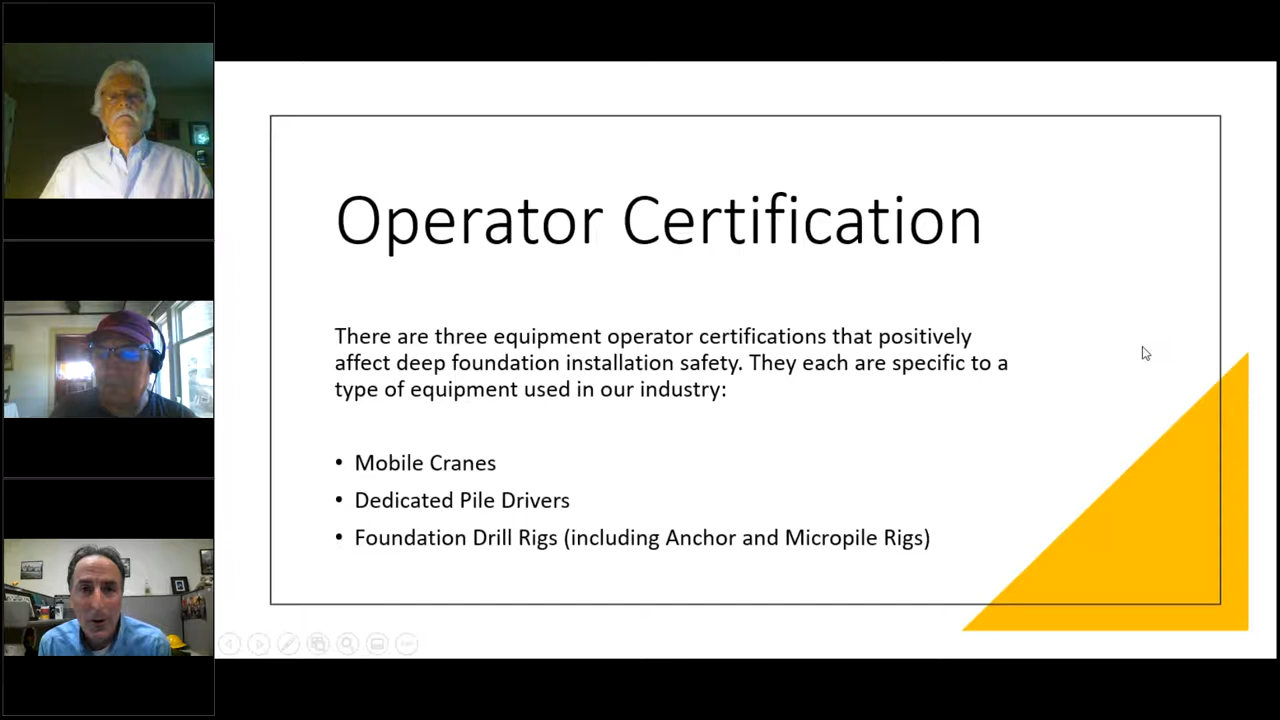 Operator Certification
There are three equipment operator certifications that positively
affect deep foundation installation safety. They each are specific to a
type of equipment used in our industry:
• Mobile Cranes
• Dedicated Pile Drivers
• Foundation Drill Rigs (including Anchor and Micropile Rigs)